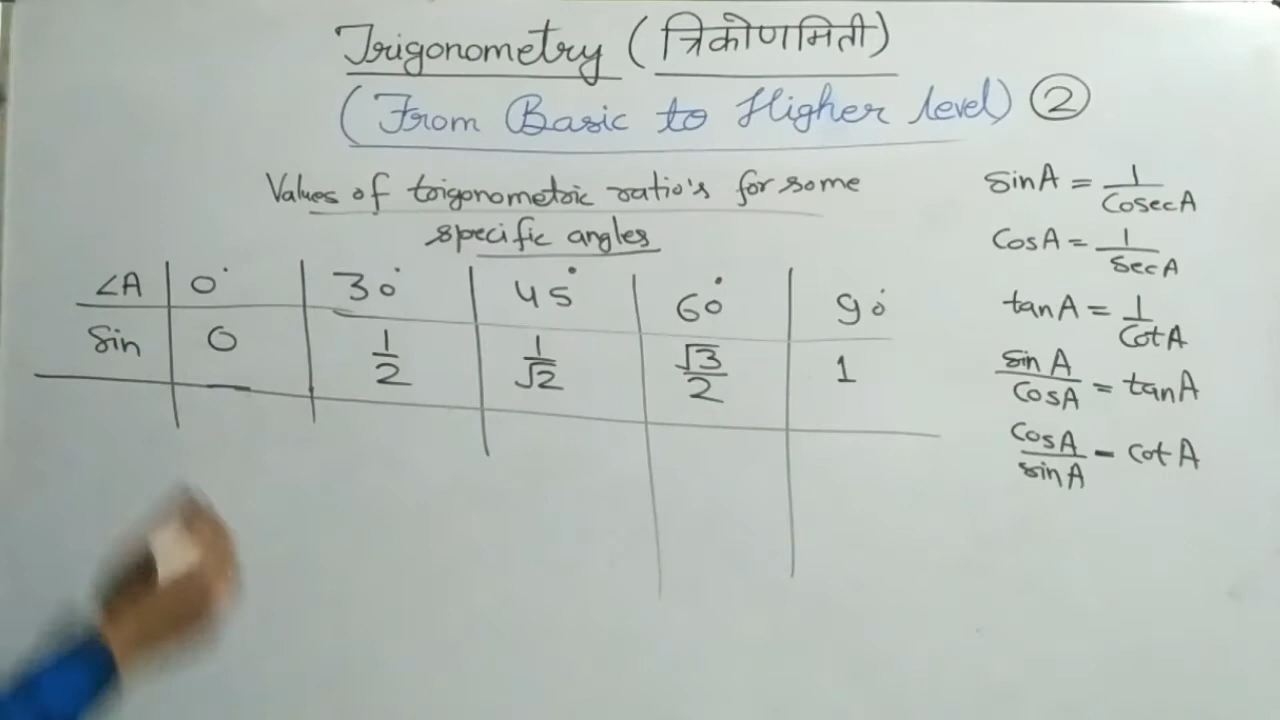 Trigonometry (त्रिकोणमिती)
(From Basic to Higher level) ②
Values of trigonometric ratio's for some
specific angles
∠A | 0° | 30° | 45° | 60° | 90°
Sin | 0 | 1/2 | 1/√2 | √3/2 | 1
sinA = 1/CosecA
CosA = 1/SecA
tanA = 1/CotA
sin A/CosA = tanA
CosA/sinA - Cot A